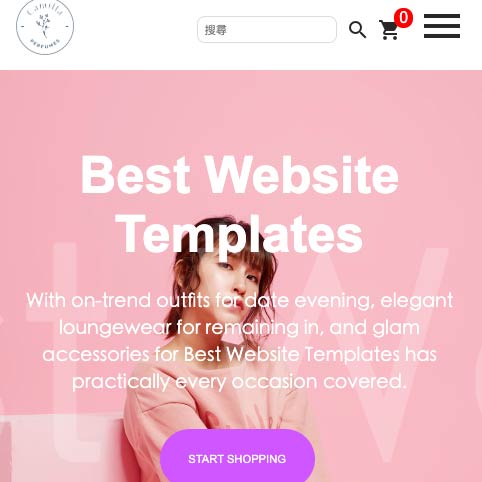 PERFUMES
搜尋
0
Best Website
Templates
With on-trend outfits for date evening, elegant
loungewear for remaining in, and glam
accessories for Best Website Templates has
practically every occasion covered.
START SHOPPING